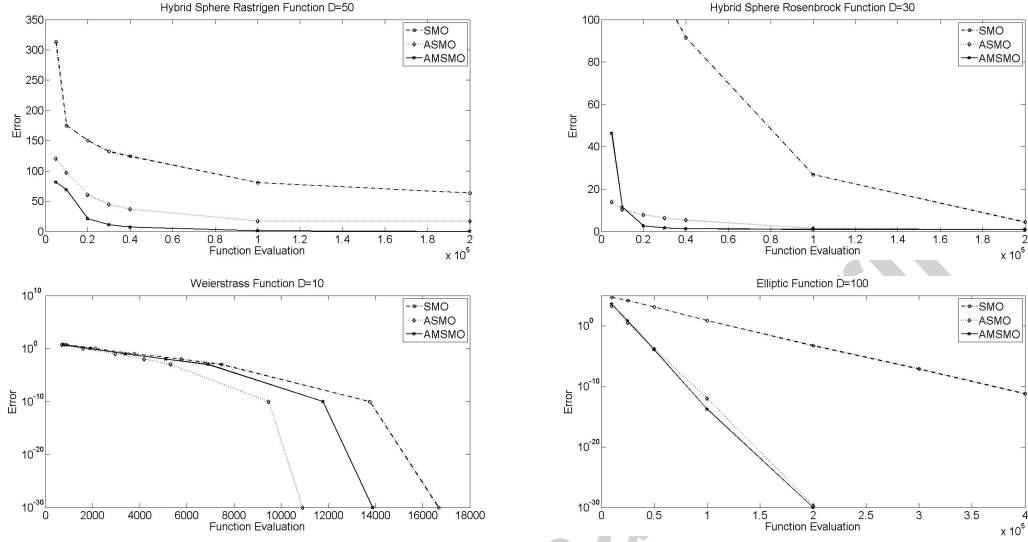 Hybrid Sphere Rastrigen Function D=50
350
300
250
200
150
100
50
0
Error
0 0.2 0.4 0.6 0.8 1 1.2 1.4 1.6 1.8 2
Function Evaluation
x 10^5
SMO
ASMO
AMSMO
Hybrid Sphere Rosenbrock Function D=30
100
80
60
40
20
0
Error
0 0.2 0.4 0.6 0.8 1 1.2 1.4 1.6 1.8 2
Function Evaluation
x 10^5
SMO
ASMO
AMSMO
Weierstrass Function D=10
10^10
10^0
10^-10
10^-20
10^-30
Error
0 2000 4000 6000 8000 10000 12000 14000 16000 18000
Function Evaluation
SMO
ASMO
AMSMO
Elliptic Function D=100
10^0
10^-10
10^-20
10^-30
Error
0 0.5 1 1.5 2 2.5 3 3.5 4
Function Evaluation
x 10^5
SMO
ASMO
AMSMO